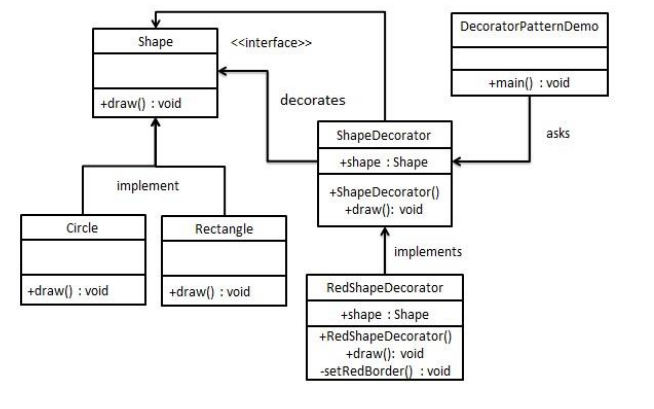 Shape
<<interface>>
+draw() : void
DecoratorPatternDemo
+main() : void
decorates
asks
ShapeDecorator
+shape : Shape
+ShapeDecorator()
+draw(): void
implement
Circle
+draw() : void
Rectangle
+draw() : void
implements
RedShapeDecorator
+shape : Shape
+RedShapeDecorator()
+draw(): void
-setRedBorder() : void